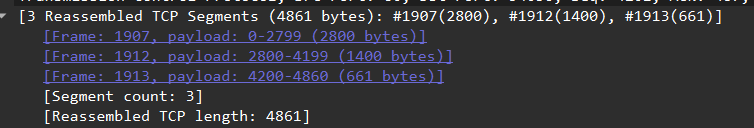 [3 Reassembled TCP Segments (4861 bytes): #1907(2800), #1912(1400), #1913(661)]
[Frame: 1907, payload: 0-2799 (2800 bytes)]
[Frame: 1912, payload: 2800-4199 (1400 bytes)]
[Frame: 1913, payload: 4200-4860 (661 bytes)]
[Segment count: 3]
[Reassembled TCP length: 4861]